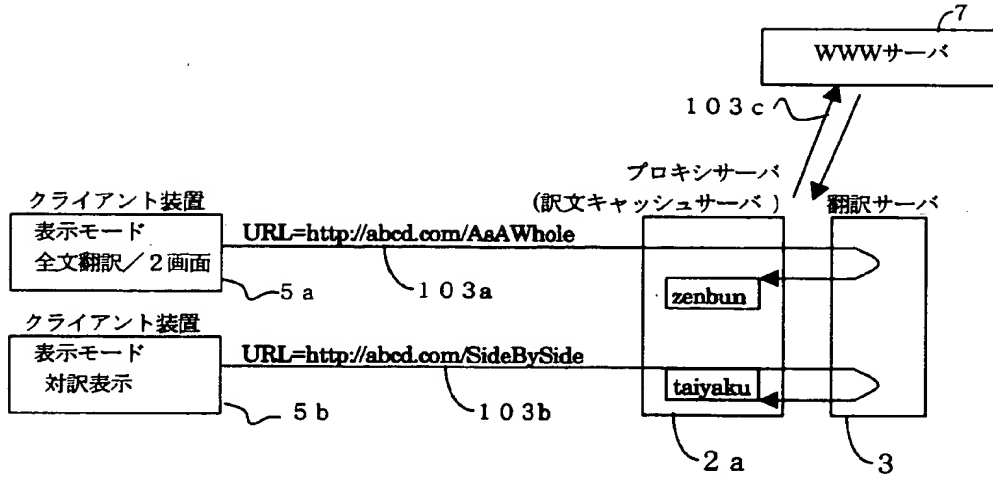 7
WWWサーバ
103c
プロキシサーバ
(訳文キャッシュサーバ)
翻訳サーバ
クライアント装置
表示モード
全文翻訳/2画面
URL=http://abcd.com/AsAWhole
5a
103a
zenbun
クライアント装置
表示モード
対訳表示
URL=http://abcd.com/SideBySide
5b
103b
taiyaku
2a
3